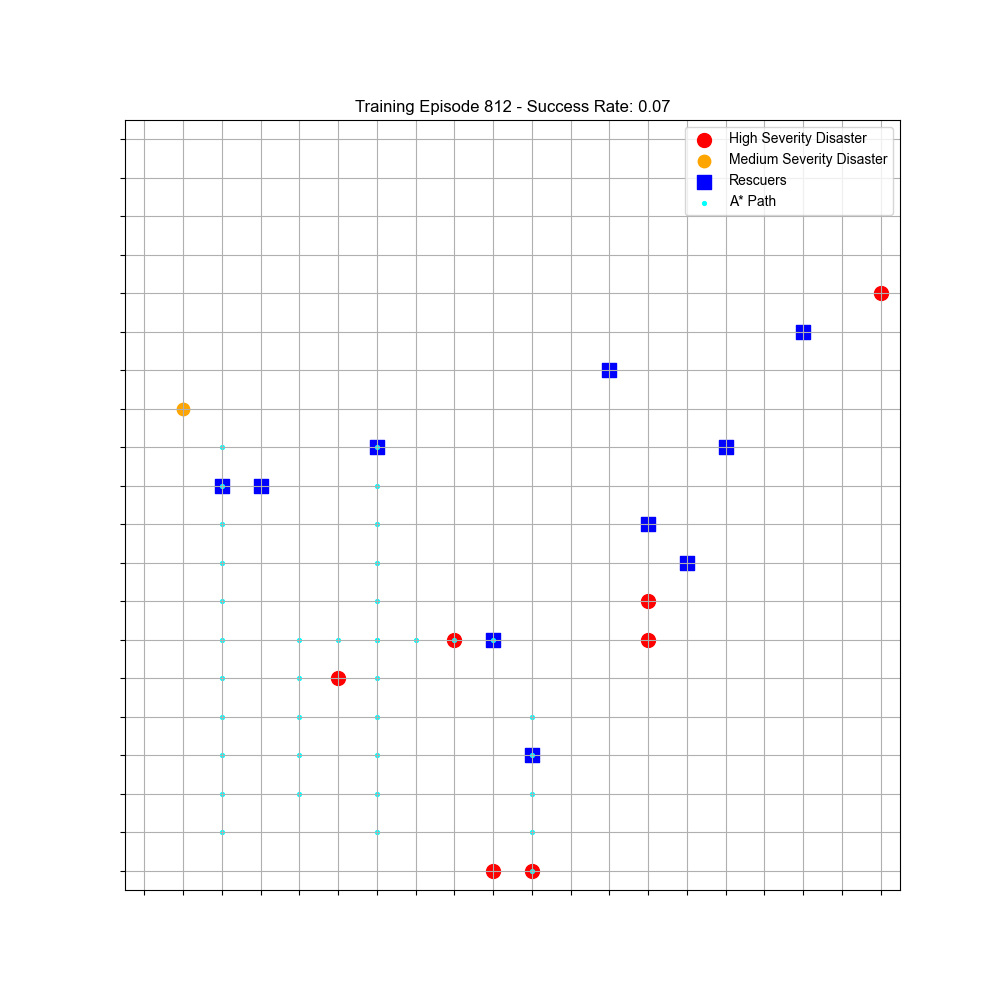 Training Episode 812 - Success Rate: 0.07
High Severity Disaster
Medium Severity Disaster
Rescuers
A* Path